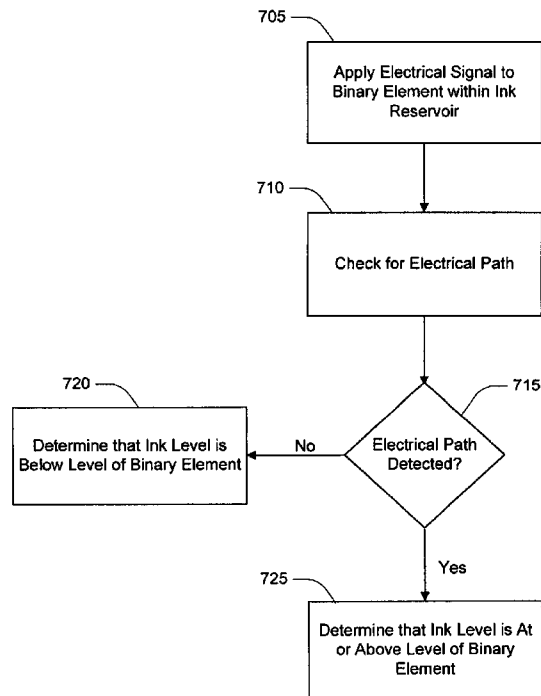 705
Apply Electrical Signal to
Binary Element within Ink
Reservoir
710
Check for Electrical Path
715
Electrical Path
Detected?
No
720
Determine that Ink Level is
Below Level of Binary Element
Yes
725
Determine that Ink Level is At
or Above Level of Binary
Element